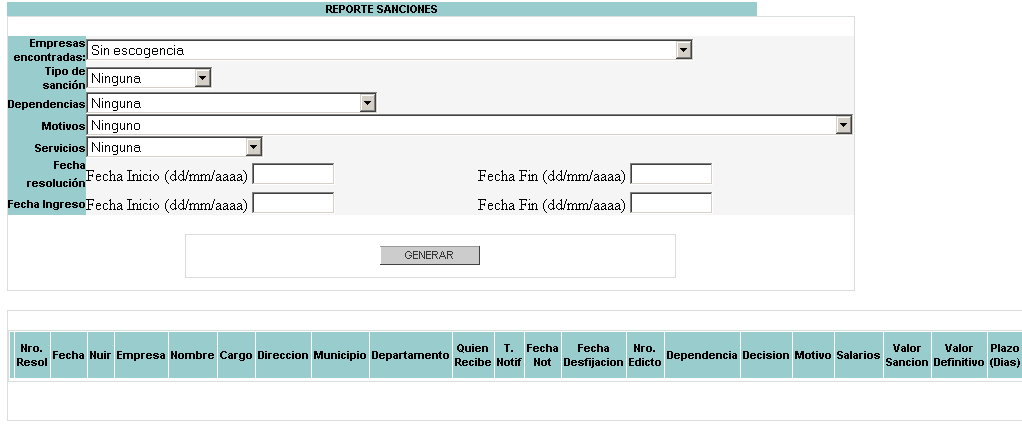 REPORTE SANCIONES
Empresas encontradas: Sin escogencia
Tipo de sanción Ninguna
Dependencias Ninguna
Motivos Ninguno
Servicios Ninguna
Fecha resolución Fecha Inicio (dd/mm/aaaa) Fecha Fin (dd/mm/aaaa)
Fecha Ingreso Fecha Inicio (dd/mm/aaaa) Fecha Fin (dd/mm/aaaa)
GENERAR
Nro. Resol Fecha Nuir Empresa Nombre Cargo Direccion Municipio Departamento Quien Recibe T. Notif Fecha Not Fecha Desfijacion Nro. Edicto Dependencia Decision Motivo Salarios Valor Sancion Valor Definitivo Plazo (Dias)